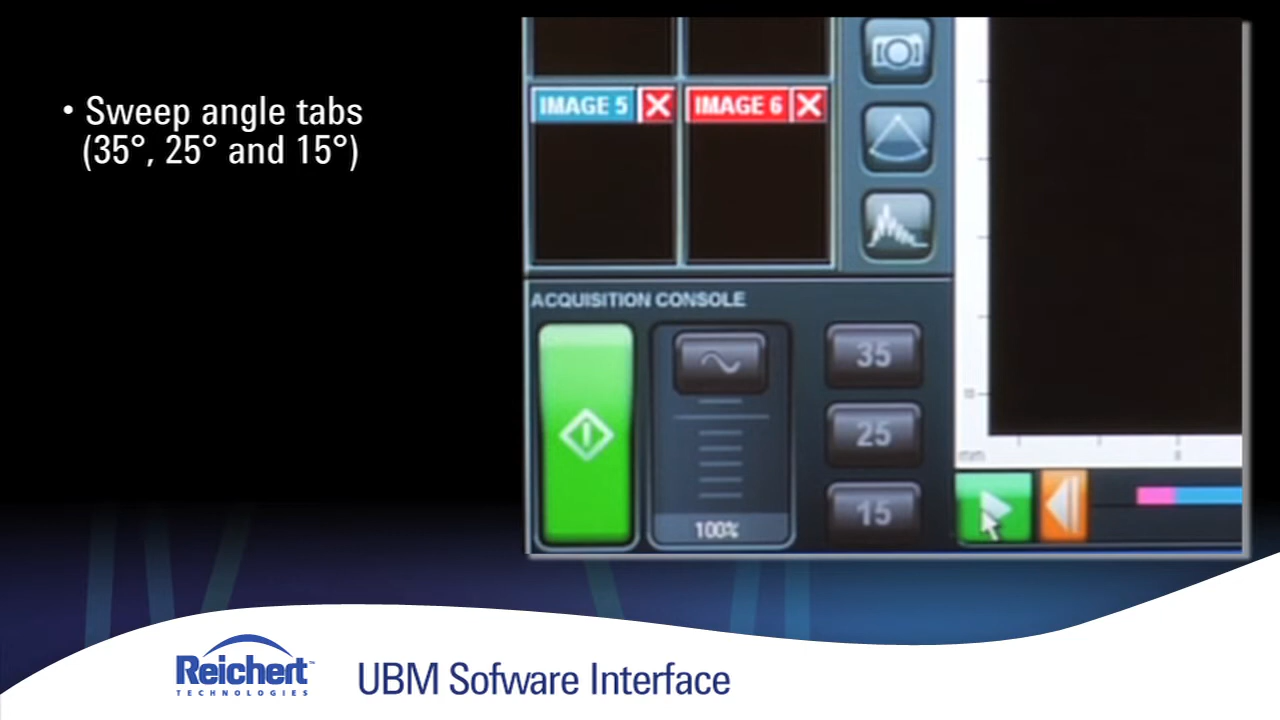 • Sweep angle tabs
(35°, 25° and 15°)
IMAGE 5
IMAGE 6
ACQUISITION CONSOLE
35
25
15
100%
mm
Reichert™
TECHNOLOGIES
UBM Sofware Interface